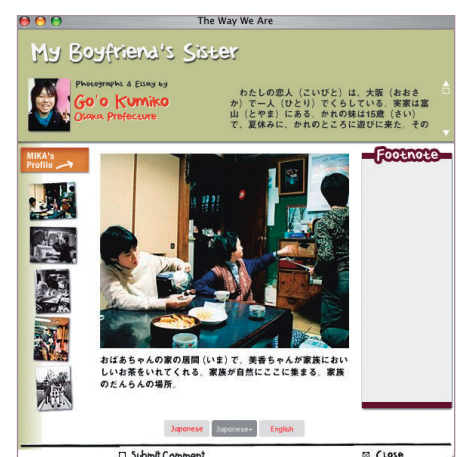 The Way We Are
My Boyfriend's Sister
Photographs & Essay by
Go'o Kumiko
Osaka Prefecture
わたしの恋人（こいびと）は、大阪（おおさ
か）で一人（ひとり）でくらしている。実家は富
山（とやま）にある。かれの妹は15歳（さい）
で、夏休みに、かれのところに遊びに来た。その
MIKA's
Profile
Footnote
おばあちゃんの家の居間（いま）で、美香ちゃんが家族においしいお茶をいれてくれる。家族が自然にここに集まる。家族
のだんらんの場所。
Japanese
Japanese+
English
Submit Comment
Close